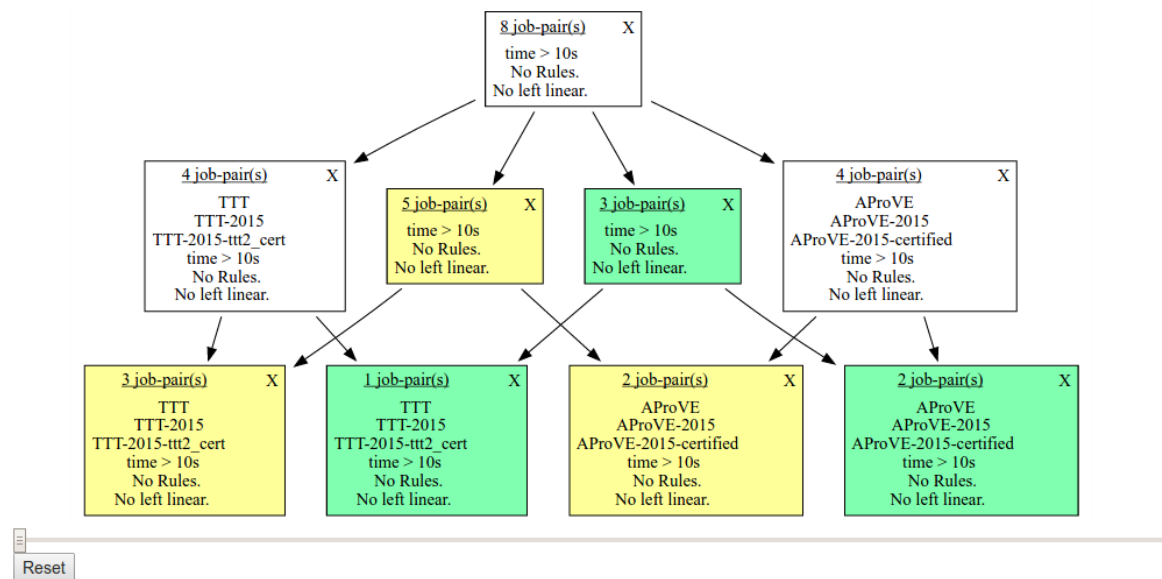 8 job-pair(s) X
time > 10s
No Rules.
No left linear.
4 job-pair(s) X
TTT
TTT-2015
TTT-2015-ttt2_cert
time > 10s
No Rules.
No left linear.
5 job-pair(s) X
time > 10s
No Rules.
No left linear.
3 job-pair(s) X
time > 10s
No Rules.
No left linear.
4 job-pair(s) X
AProVE
AProVE-2015
AProVE-2015-certified
time > 10s
No Rules.
No left linear.
3 job-pair(s) X
TTT
TTT-2015
TTT-2015-ttt2_cert
time > 10s
No Rules.
No left linear.
1 job-pair(s) X
TTT
TTT-2015
TTT-2015-ttt2_cert
time > 10s
No Rules.
No left linear.
2 job-pair(s) X
AProVE
AProVE-2015
AProVE-2015-certified
time > 10s
No Rules.
No left linear.
2 job-pair(s) X
AProVE
AProVE-2015
AProVE-2015-certified
time > 10s
No Rules.
No left linear.
Reset